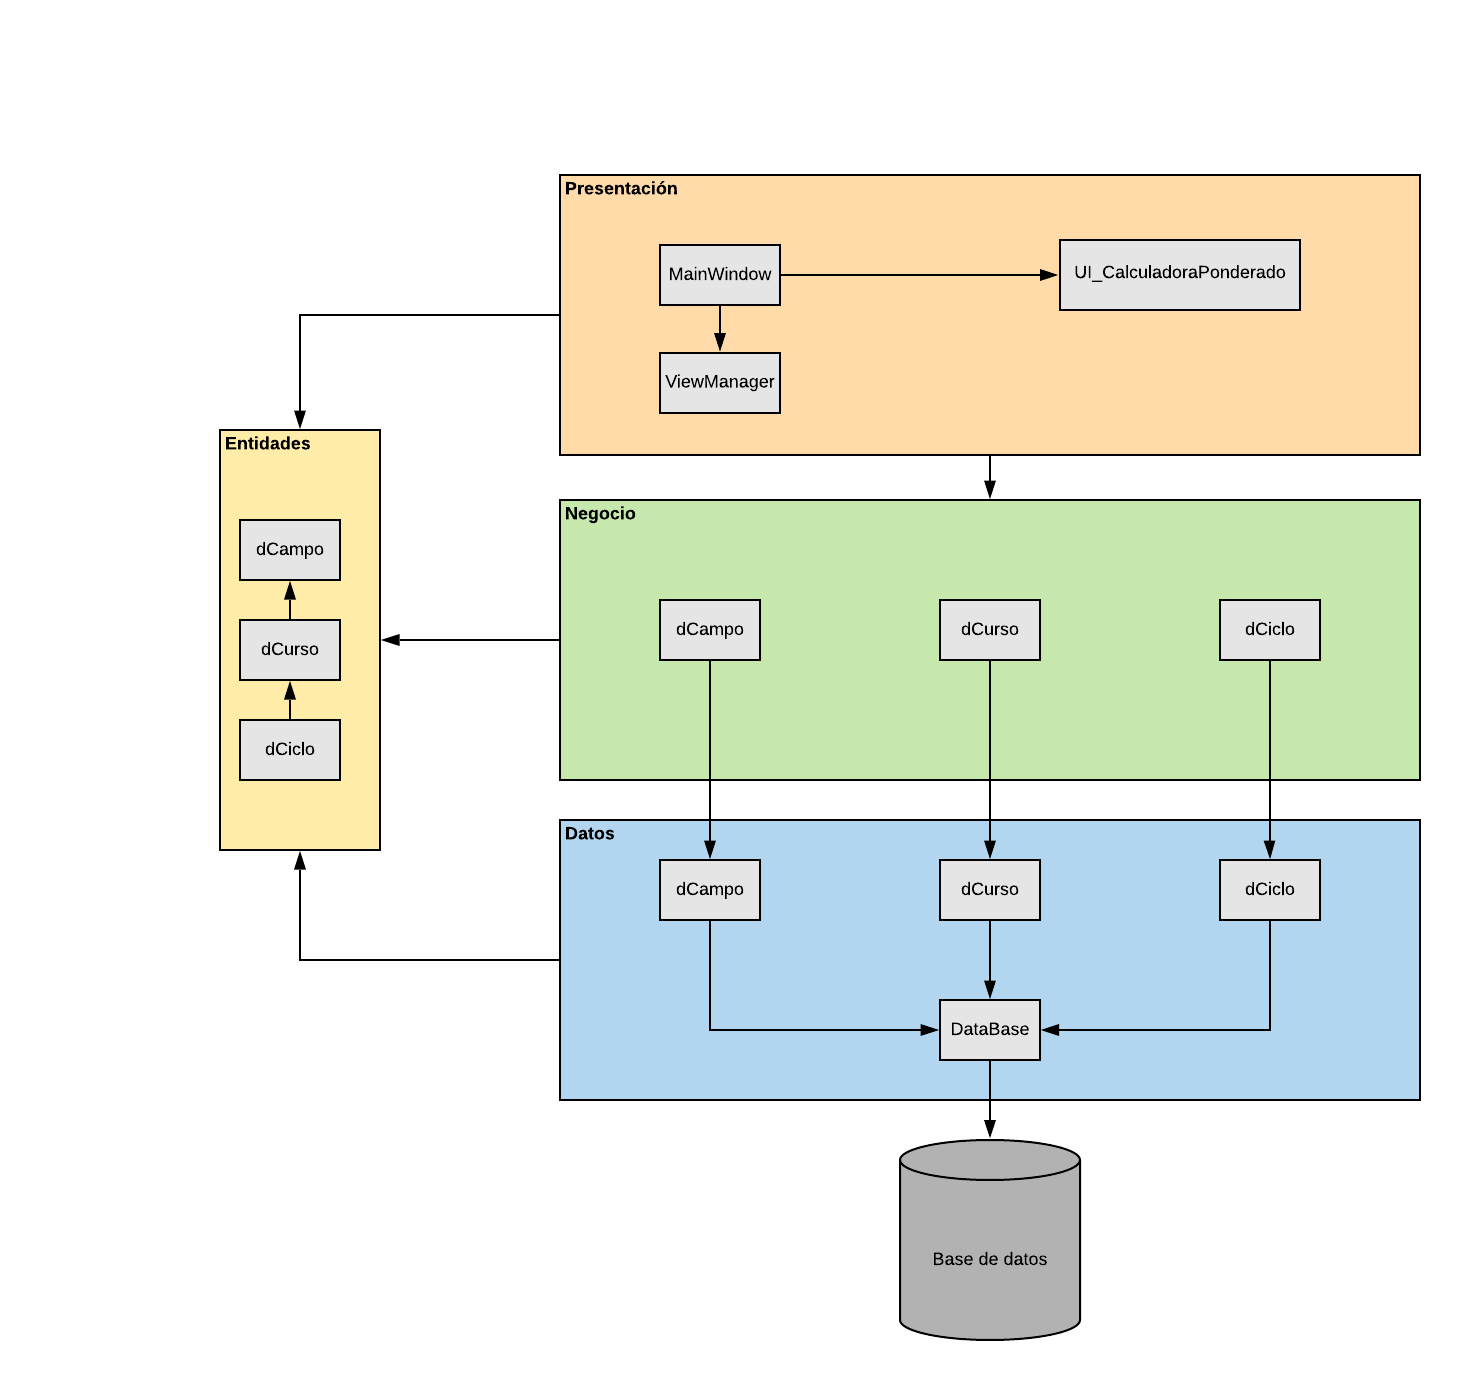 Presentación
MainWindow
UI_CalculadoraPonderado
ViewManager
Entidades
dCampo
dCurso
dCiclo
Negocio
dCampo
dCurso
dCiclo
Datos
dCampo
dCurso
dCiclo
DataBase
Base de datos